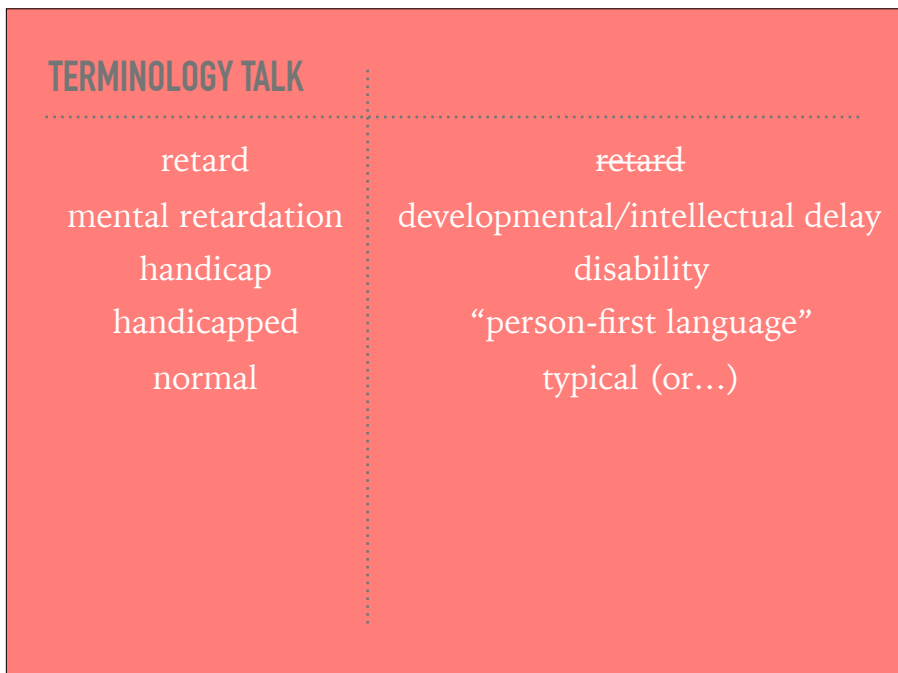 TERMINOLOGY TALK
retard
mental retardation
handicap
handicapped
normal
retard
developmental/intellectual delay
disability
“person-first language”
typical (or…)